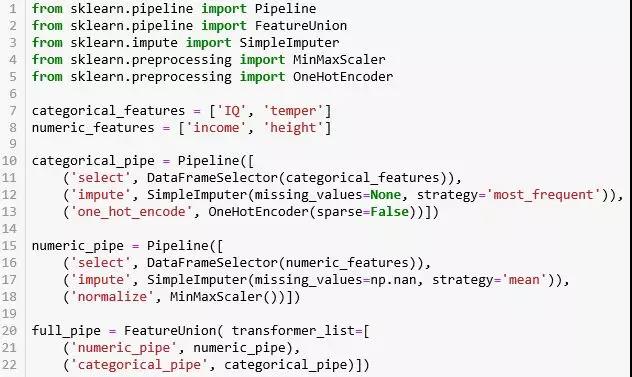 1 from sklearn.pipeline import Pipeline
2 from sklearn.pipeline import FeatureUnion
3 from sklearn.impute import SimpleImputer
4 from sklearn.preprocessing import MinMaxScaler
5 from sklearn.preprocessing import OneHotEncoder
6
7 categorical_features = ['IQ', 'temper']
8 numeric_features = ['income', 'height']
9
10 categorical_pipe = Pipeline([
11     ('select', DataFrameSelector(categorical_features)),
12     ('impute', SimpleImputer(missing_values=None, strategy='most_frequent')),
13     ('one_hot_encode', OneHotEncoder(sparse=False))])
14
15 numeric_pipe = Pipeline([
16     ('select', DataFrameSelector(numeric_features)),
17     ('impute', SimpleImputer(missing_values=np.nan, strategy='mean')),
18     ('normalize', MinMaxScaler())])
19
20 full_pipe = FeatureUnion( transformer_list=[
21     ('numeric_pipe', numeric_pipe),
22     ('categorical_pipe', categorical_pipe)])